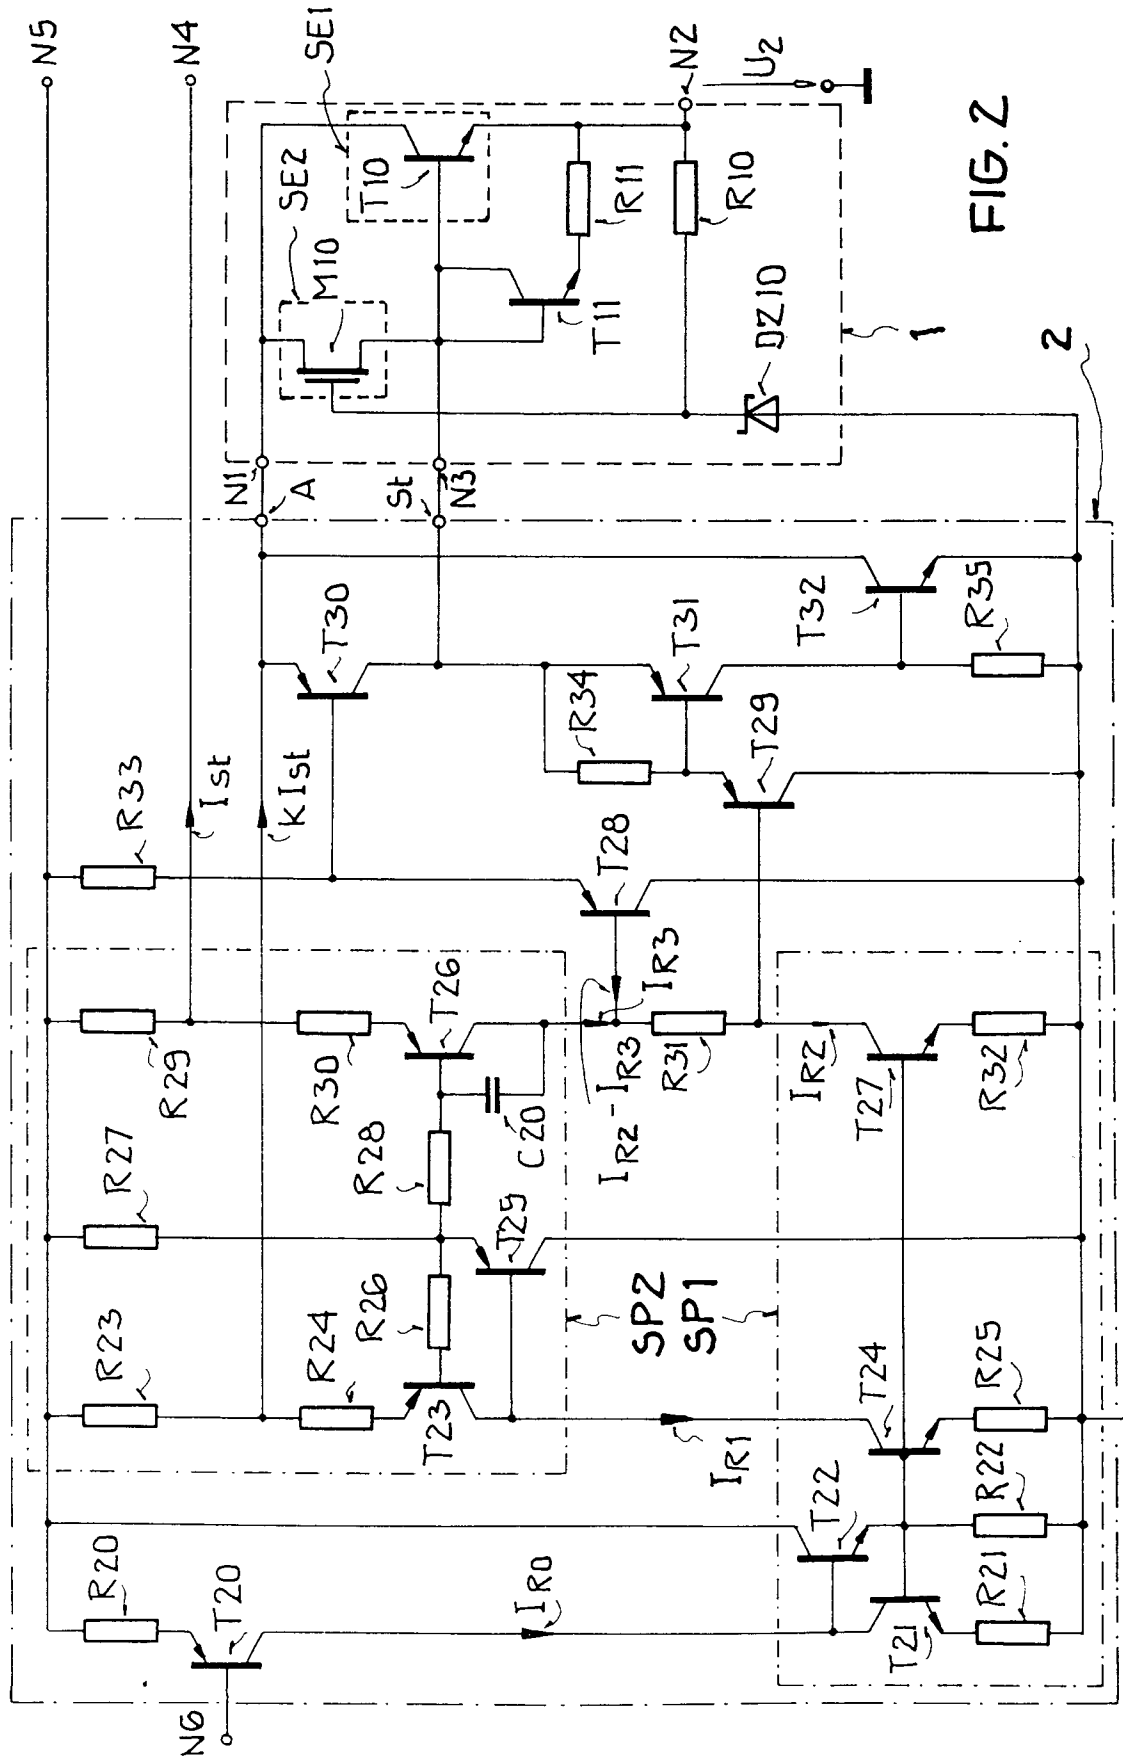 N5
N4
N6
N2
U2
SE1
SE2
T10
M10
T11
R11
R10
DZ10
1
2
N1
A
St
N3
FIG. 2
R20
T20
IR0
R23
R24
T23
R26
R27
R28
T25
C20
T26
R30
R29
SP2
SP1
IR1
IR2 - IR3
IR3
R31
IR2
R33
Ist
kIst
T28
T30
R34
T29
T31
T32
R35
T22
T21
T24
R21
R22
R25
T27
R32